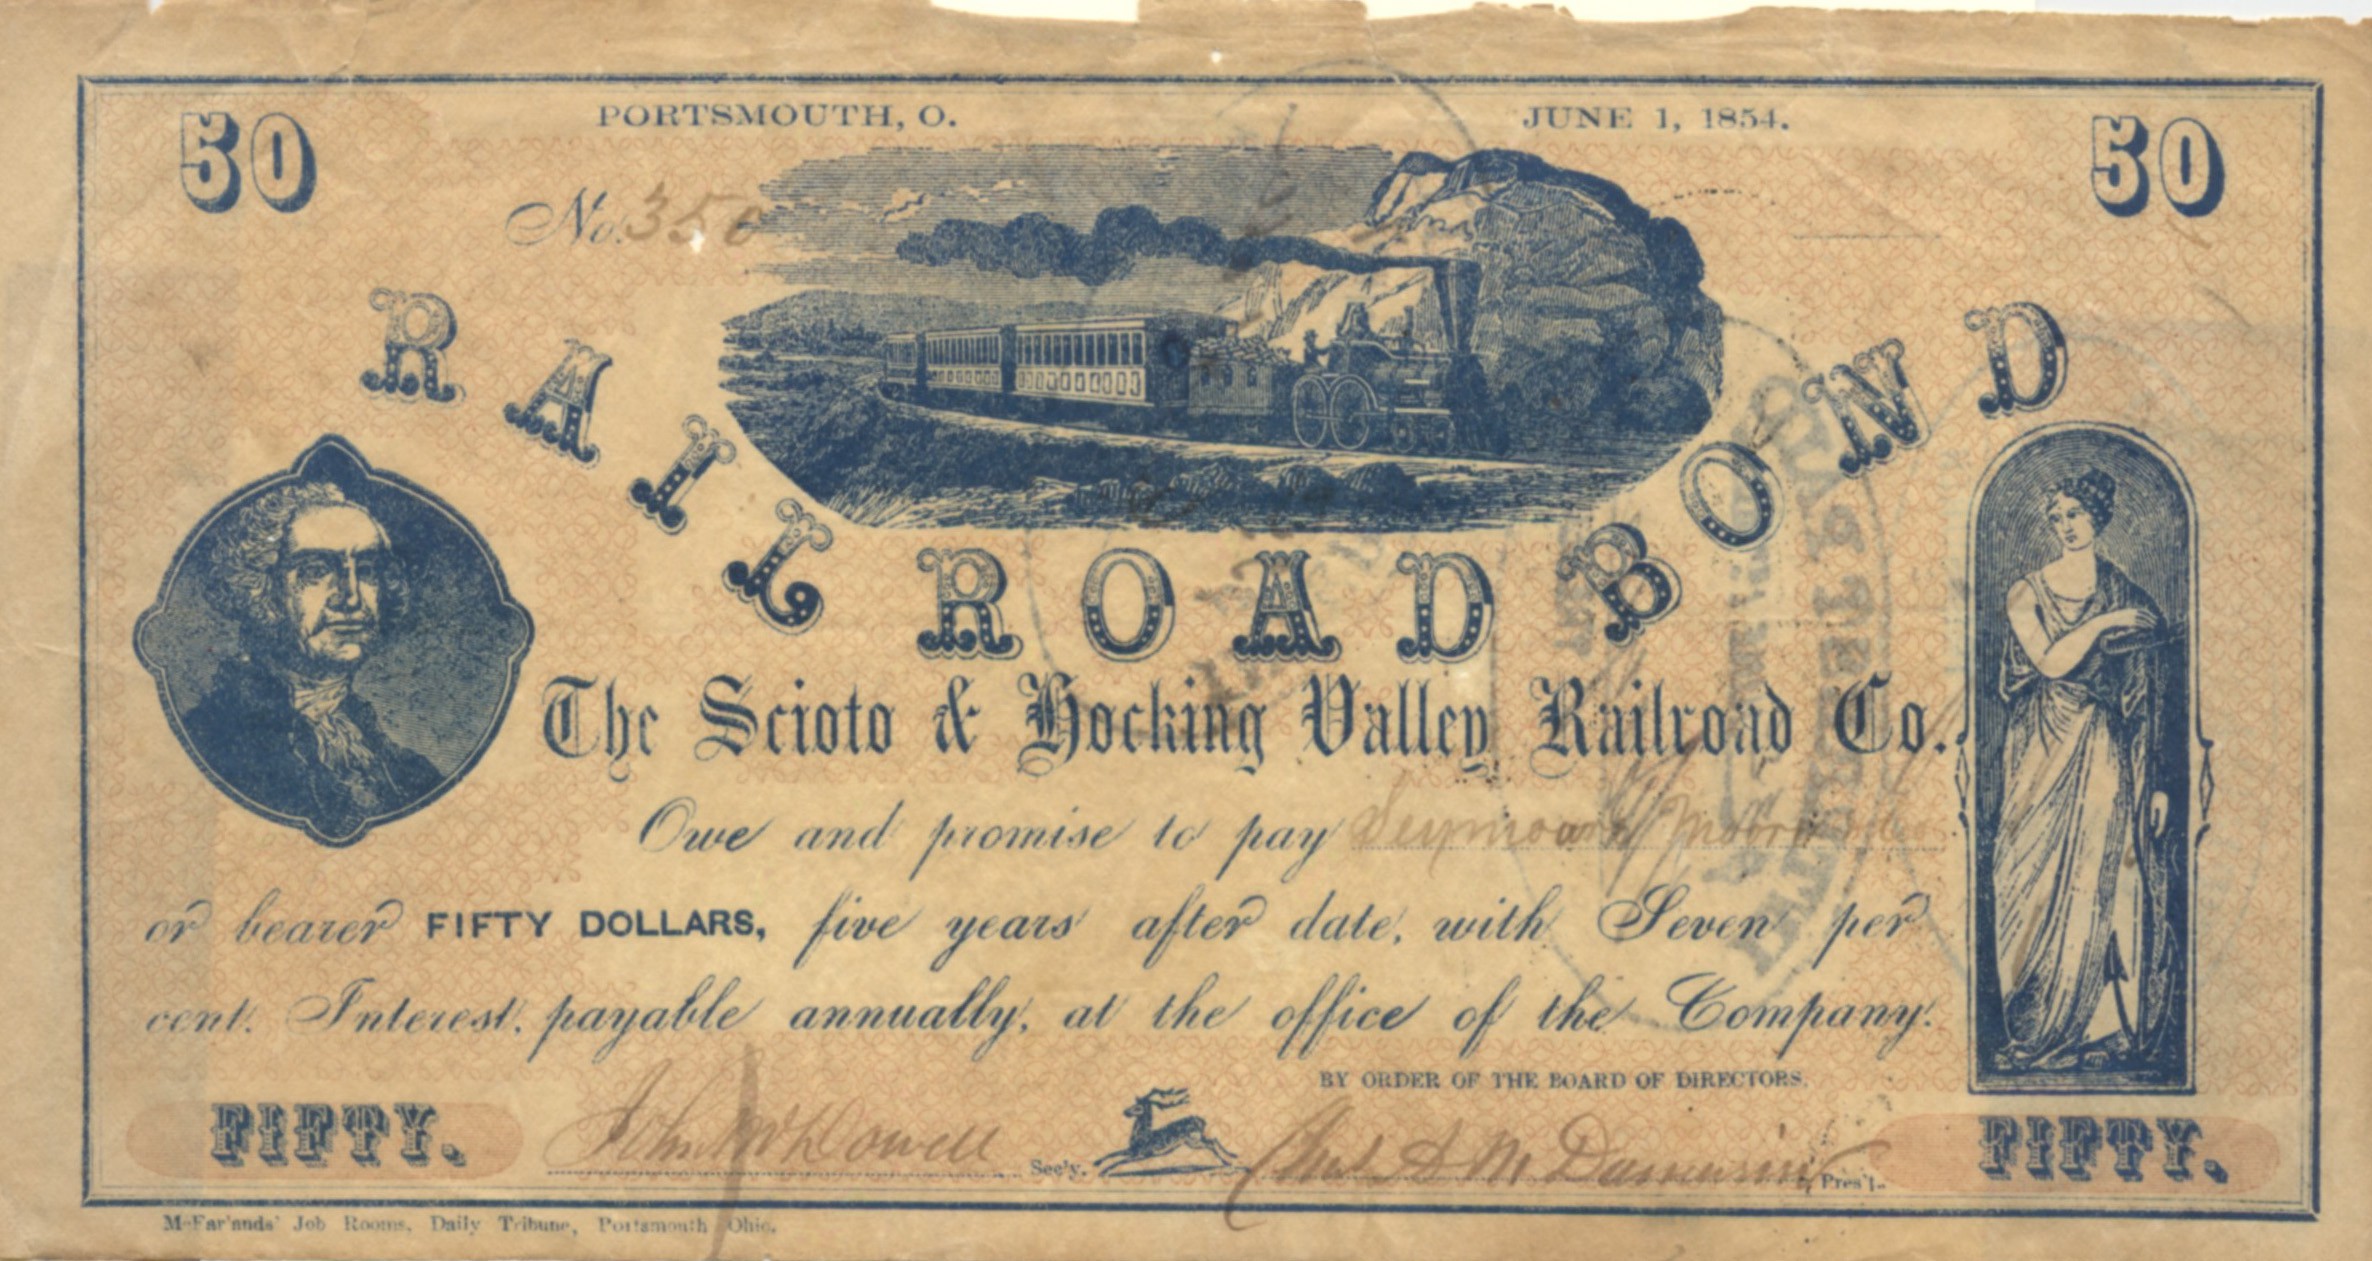 PORTSMOUTH, O. JUNE 1, 1854.
50 50
No. 350
RAILROAD BOND
The Scioto & Hocking Valley Railroad Co.
Owe and promise to pay Seymour
or bearer FIFTY DOLLARS, five years after date, with Seven per
cent. Interest, payable annually, at the office of the Company.
BY ORDER OF THE BOARD OF DIRECTORS.
FIFTY. John McDowell Sec'y. Pres't. FIFTY.
McFarlands' Job Rooms, Daily Tribune, Portsmouth Ohio.